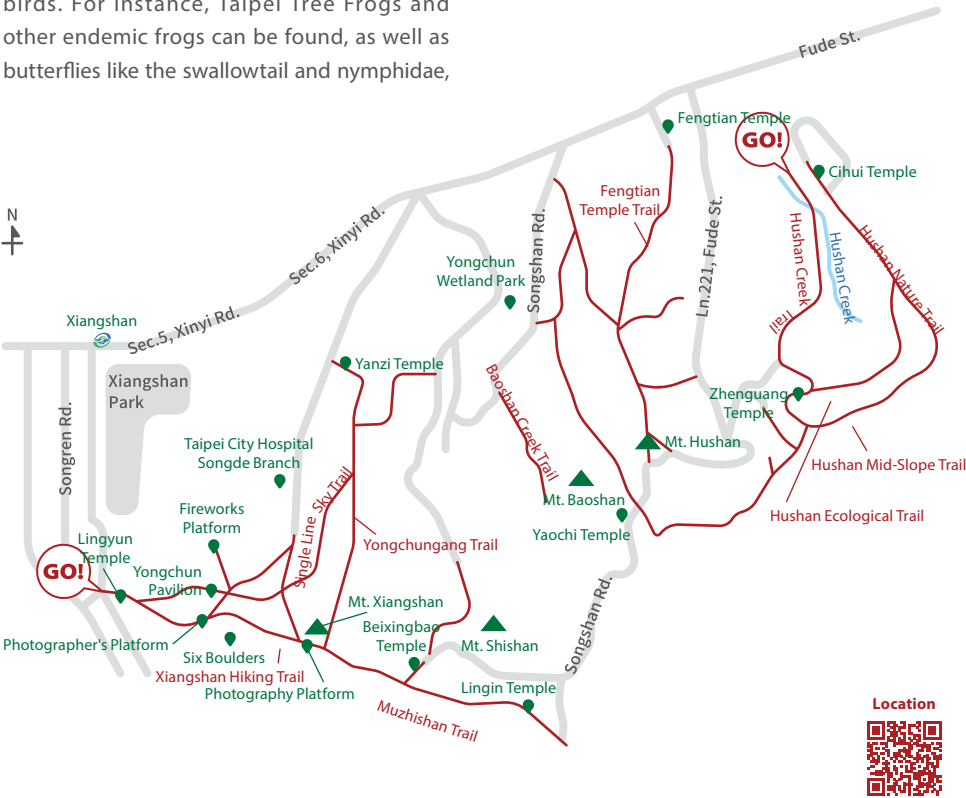 birds. For instance, Taipei Tree Frogs and
other endemic frogs can be found, as well as
butterflies like the swallowtail and nymphidae,
Fude St.
Fengtian Temple
GO!
Cihui Temple
Fengtian
Temple Trail
N
Sec.6, Xinyi Rd.
Songshan Rd.
Ln.221, Fude St.
Hushan Creek
Trail
Hushan Creek
Hushan Nature Trail
Yongchun
Wetland Park
Xiangshan
Sec.5, Xinyi Rd.
Yanzi Temple
Xiangshan
Park
Baoshan Creek Trail
Zhenguang
Temple
Songren Rd.
Taipei City Hospital
Songde Branch
Mt. Hushan
Hushan Mid-Slope Trail
Single Line Sky Trail
Mt. Baoshan
Fireworks
Platform
Hushan Ecological Trail
Yaochi Temple
Lingyun
Temple
Yongchungang Trail
GO!
Yongchun
Pavilion
Mt. Xiangshan
Beixingbao
Temple
Songshan Rd.
Photographer's Platform
Mt. Shishan
Six Boulders
Xiangshan Hiking Trail
Photography Platform
Lingin Temple
Muzhishan Trail
Location